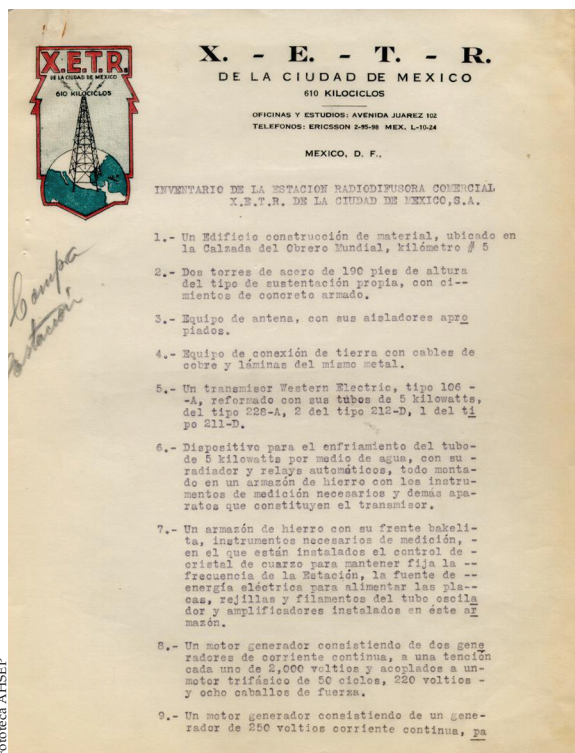 X.E.T.R.
DE LA CIUDAD DE MEXICO
610 KILOCICLOS
X. - E. - T. - R.
DE LA CIUDAD DE MEXICO
610 KILOCICLOS
OFICINAS Y ESTUDIOS: AVENIDA JUAREZ 102
TELEFONOS: ERICSSON 2-95-98 MEX. L-10-24
MEXICO, D. F.,
INVENTARIO DE LA ESTACION RADIODIFUSORA COMERCIAL
X.E.T.R. DE LA CIUDAD DE MEXICO,S.A.
1.- Un Edificio construcción de material, ubicado en
la Calzada del Obrero Mundial, kilómetro # 5
2.- Dos torres de acero de 190 pies de altura
del tipo de sustentación propia, con ci--
mientos de concreto armado.
3.- Equipo de antena, con sus aisladores apro
piados.
4.- Equipo de conexión de tierra con cables de
cobre y láminas del mismo metal.
5.- Un transmisor Western Electric, tipo 106 -
-A, reformado con sus tubos de 5 kilowatts,
del tipo 228-A, 2 del tipo 212-D, 1 del ti
po 211-D.
6.- Dispositivo para el enfriamiento del tubo-
de 5 kilowatts por medio de agua, con su -
radiador y relays automáticos, todo monta-
do en un armazón de hierro con los instru-
mentos de medición necesarios y demás apa-
ratos que constituyen el transmisor.
7.- Un armazón de hierro con su frente bakeli-
ta, instrumentos necesarios de medición, -
en el que están instalados el control de -
cristal de cuarzo para mantener fija la --
frecuencia de la Estación, la fuente de --
energía eléctrica para alimentar las pla--
cas, rejillas y filamentos del tubo oscila
dor y amplificadores instalados en éste ar
mazón.
8.- Un motor generador consistiendo de dos gene
radores de corriente continua, a una tención
cada uno de 2,000 voltios y acoplados a un-
motor trifásico de 50 ciclos, 220 voltios -
y ocho caballos de fuerza.
9.- Un motor generador consistiendo de un gene-
rador de 250 voltios corriente continua, pa
Compra
Estación
Fototeca AHSEP